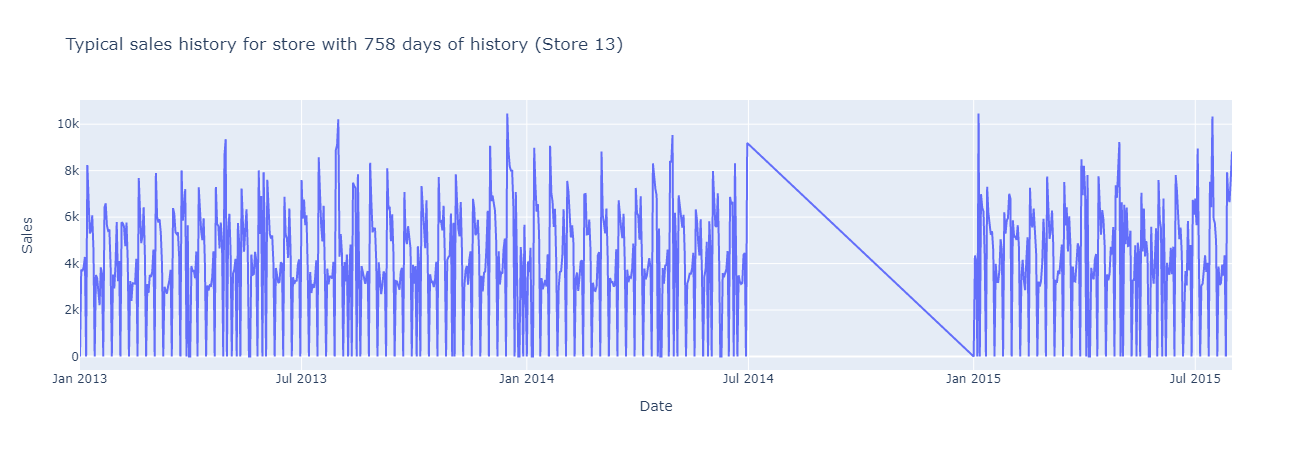 Typical sales history for store with 758 days of history (Store 13)
10k
8k
6k
4k
2k
0
Sales
Jan 2013
Jul 2013
Jan 2014
Jul 2014
Jan 2015
Jul 2015
Date